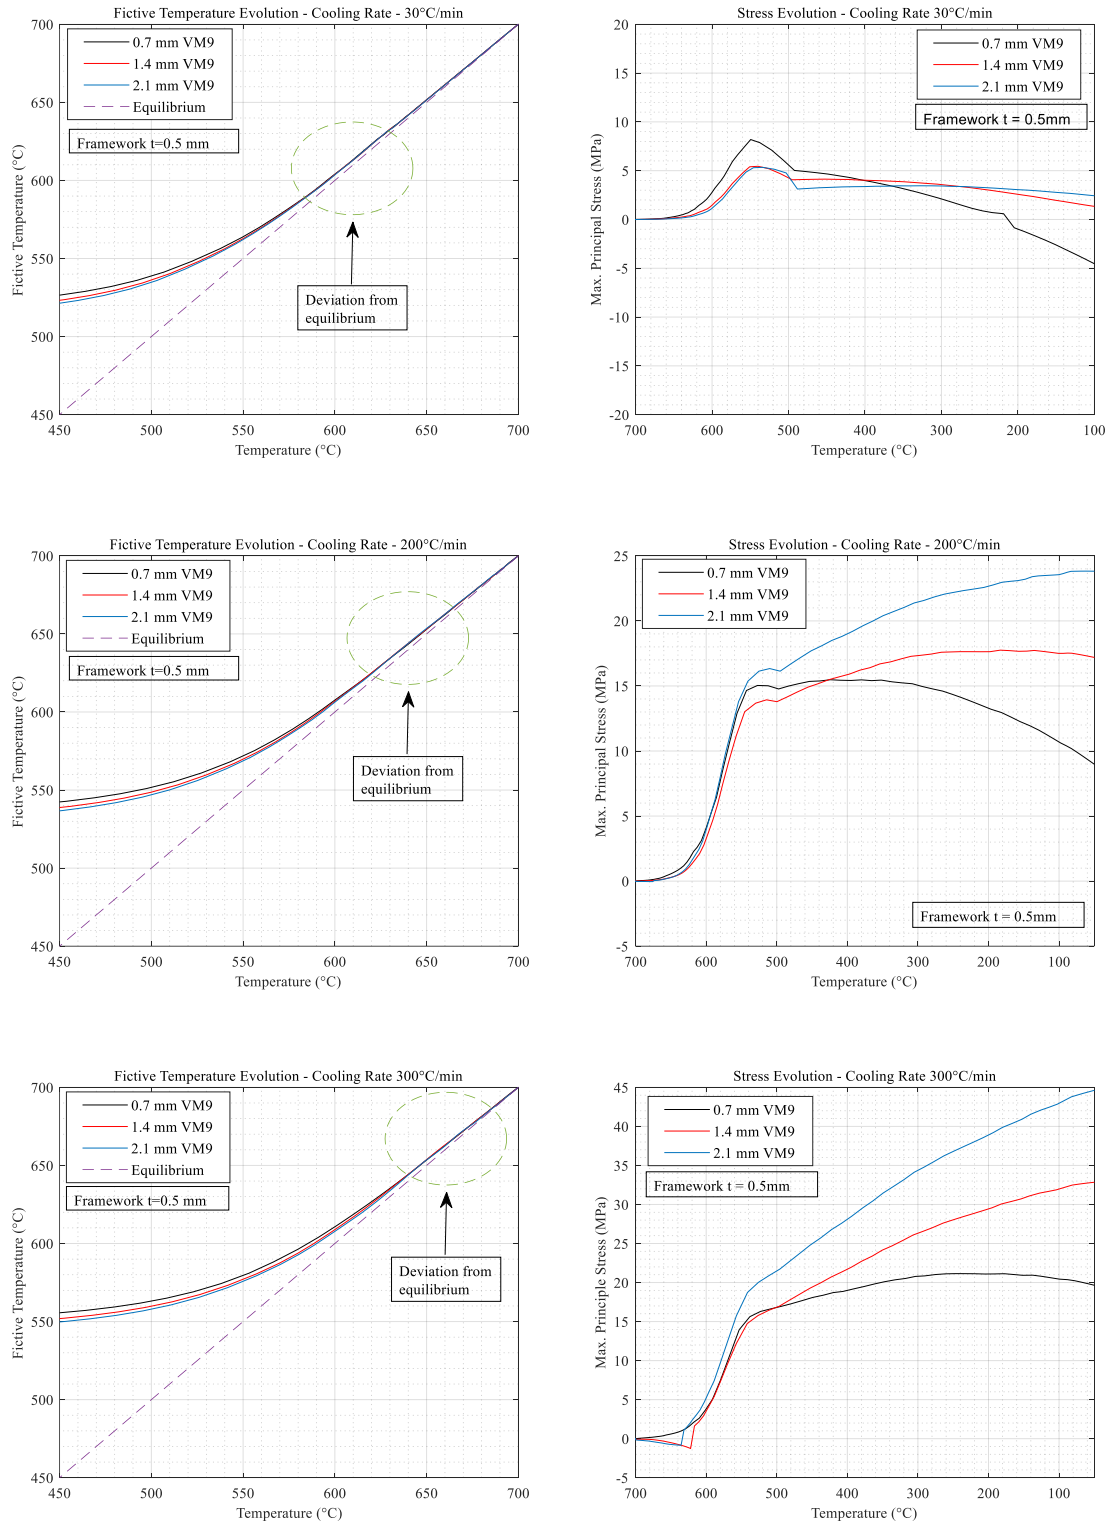 Fictive Temperature Evolution - Cooling Rate - 30°C/min
700
650
600
550
500
450
450
500
550
600
650
700
Fictive Temperature (°C)
Temperature (°C)
0.7 mm VM9
1.4 mm VM9
2.1 mm VM9
Equilibrium
Framework t=0.5 mm
Deviation from
equilibrium
Stress Evolution - Cooling Rate 30°C/min
20
15
10
5
0
-5
-10
-15
-20
700
600
500
400
300
200
100
Max. Principal Stress (MPa)
Temperature (°C)
0.7 mm VM9
1.4 mm VM9
2.1 mm VM9
Framework t = 0.5mm
Fictive Temperature Evolution - Cooling Rate - 200°C/min
700
650
600
550
500
450
450
500
550
600
650
700
Fictive Temperature (°C)
Temperature (°C)
0.7 mm VM9
1.4 mm VM9
2.1 mm VM9
Equilibrium
Framework t=0.5 mm
Deviation from
equilibrium
Stress Evolution - Cooling Rate - 200°C/min
25
20
15
10
5
0
-5
700
600
500
400
300
200
100
Max. Principal Stress (MPa)
Temperature (°C)
0.7 mm VM9
1.4 mm VM9
2.1 mm VM9
Framework t = 0.5mm
Fictive Temperature Evolution - Cooling Rate 300°C/min
700
650
600
550
500
450
450
500
550
600
650
700
Fictive Temperature (°C)
Temperature (°C)
0.7 mm VM9
1.4 mm VM9
2.1 mm VM9
Equilibrium
Framework t=0.5 mm
Deviation from
equilibrium
Stress Evolution - Cooling Rate 300°C/min
45
40
35
30
25
20
15
10
5
0
-5
700
600
500
400
300
200
100
Max. Principle Stress (MPa)
Temperature (°C)
0.7 mm VM9
1.4 mm VM9
2.1 mm VM9
Framework t = 0.5mm